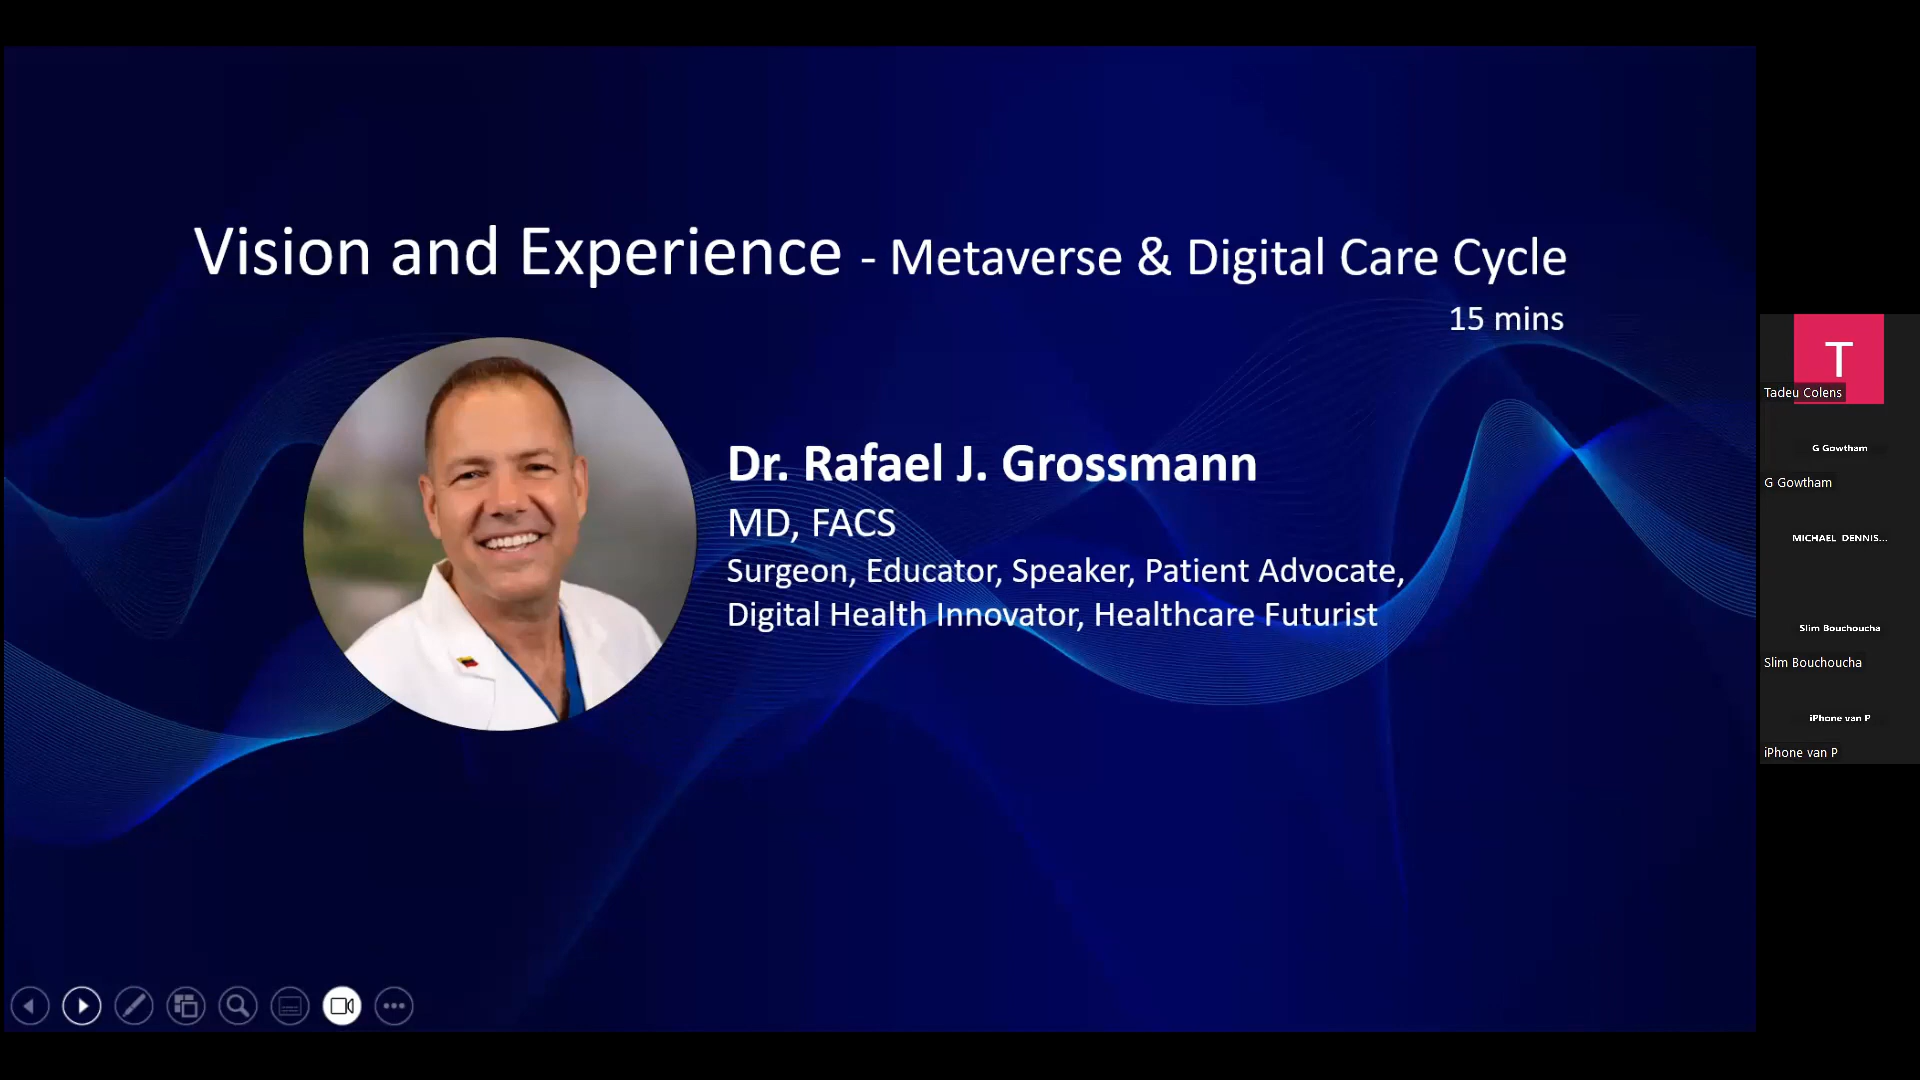 Vision and Experience - Metaverse & Digital Care Cycle
15 mins
Dr. Rafael J. Grossmann
MD, FACS
Surgeon, Educator, Speaker, Patient Advocate,
Digital Health Innovator, Healthcare Futurist
T
Tadeu Colens
G Gowtham
G Gowtham
MICHAEL DENNIS...
Slim Bouchoucha
Slim Bouchoucha
iPhone van P
iPhone van P